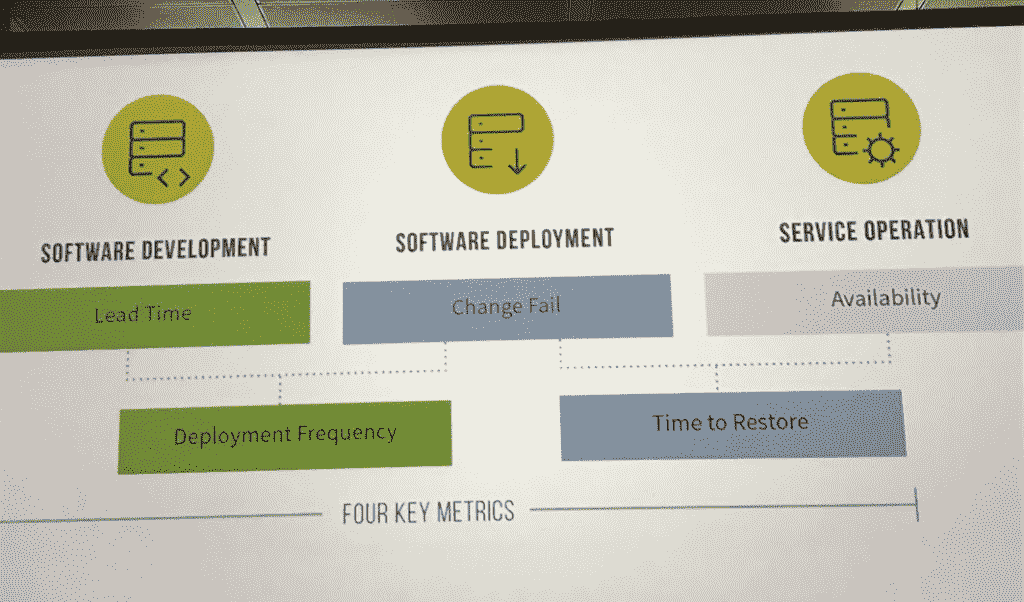 SOFTWARE DEVELOPMENT
SOFTWARE DEPLOYMENT
SERVICE OPERATION
Lead Time
Change Fail
Availability
Deployment Frequency
Time to Restore
FOUR KEY METRICS